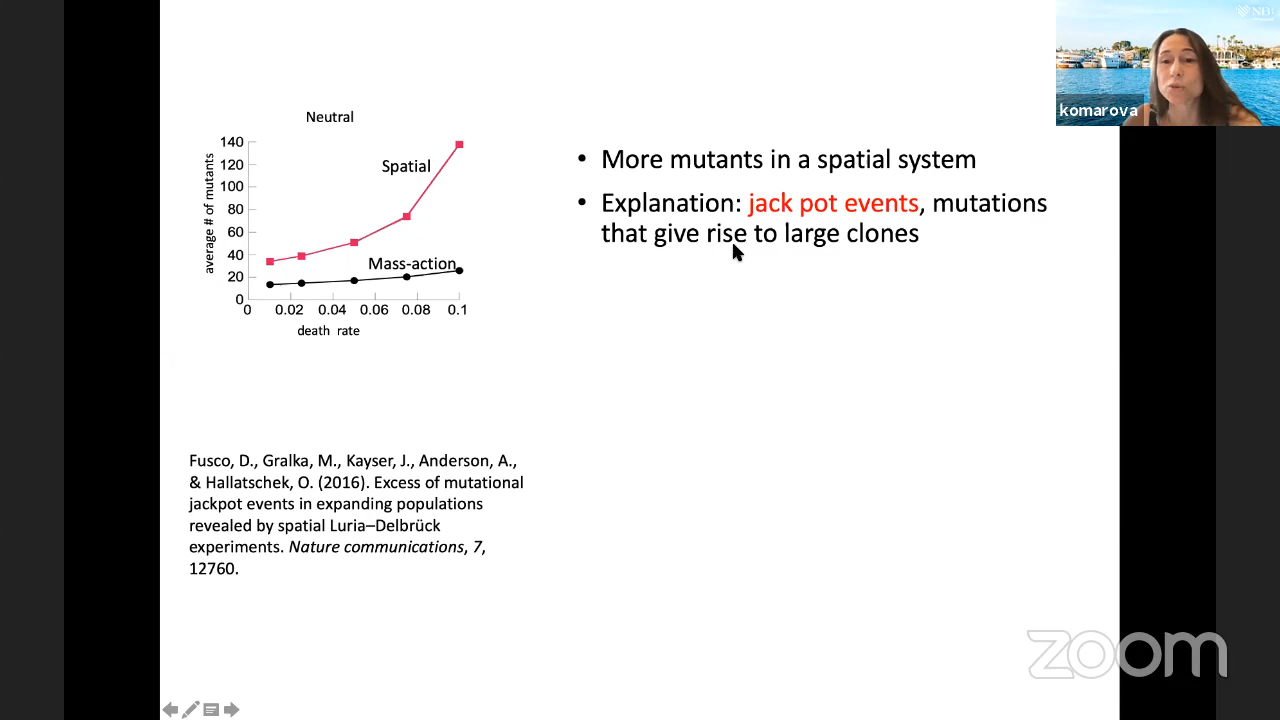 NB
komarova
Neutral
140
120
100
80
60
40
20
0
average # of mutants
Spatial
Mass-action
0 0.02 0.04 0.06 0.08 0.1
death rate
• More mutants in a spatial system
• Explanation: jack pot events, mutations
that give rise to large clones
Fusco, D., Gralka, M., Kayser, J., Anderson, A.,
& Hallatschek, O. (2016). Excess of mutational
jackpot events in expanding populations
revealed by spatial Luria–Delbrück
experiments. Nature communications, 7,
12760.
zoom